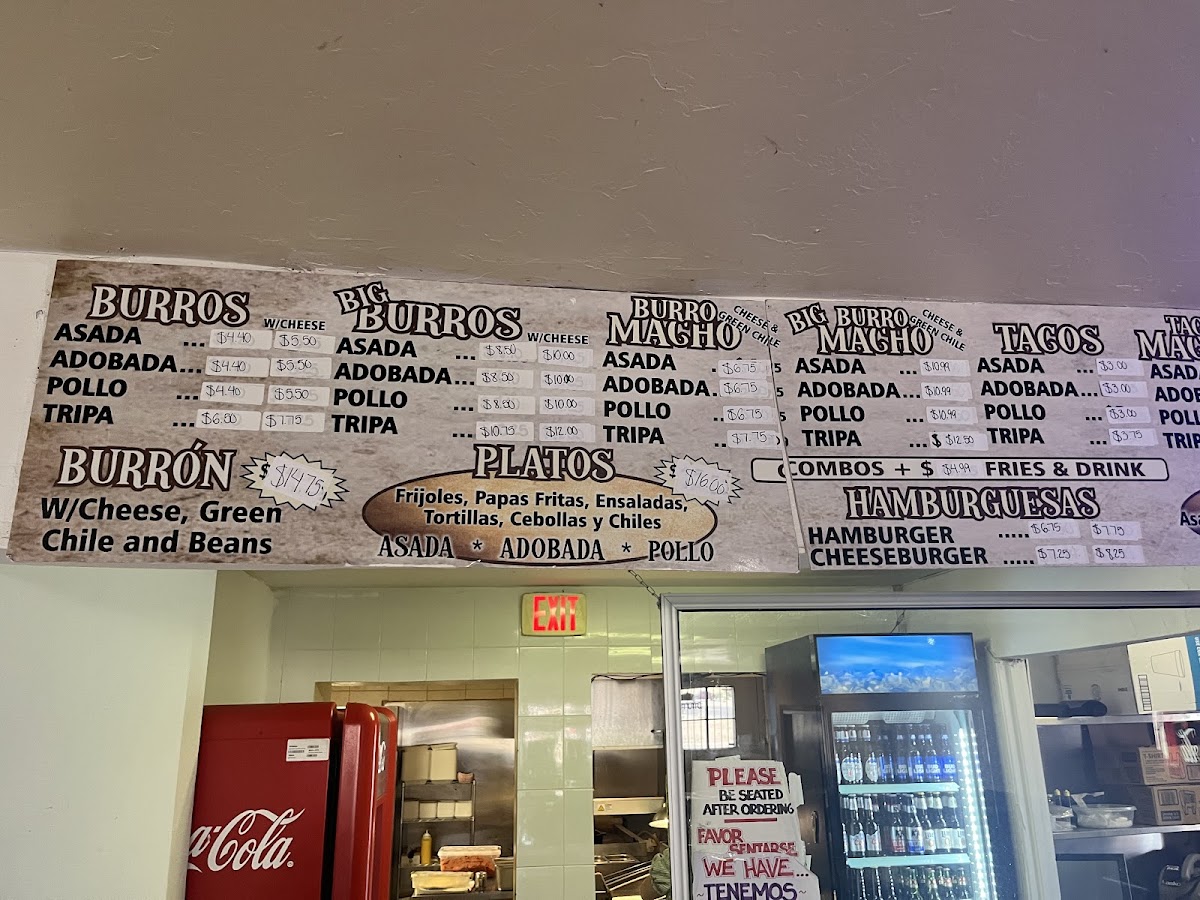 BURROS
W/CHEESE
ASADA .... $4.40 $5.50
ADOBADA... $4.40 $5.50
POLLO .... $4.40 $5.50
TRIPA .... $6.50 $7.75
BIG BURROS
W/CHEESE
ASADA ... $8.50 $10.00
ADOBADA... $8.50 $10.00
POLLO .... $8.50 $10.00
TRIPA .... $10.75 $12.00
BURRO MACHO
CHEESE &
GREEN CHILE
ASADA . $6.75
ADOBADA. $6.75
POLLO . $6.75
TRIPA . $7.75
BURRÓN
$14.75
W/Cheese, Green
Chile and Beans
PLATOS
$16.00
Frijoles, Papas Fritas, Ensaladas,
Tortillas, Cebollas y Chiles
ASADA * ADOBADA * POLLO
BIG BURRO MACHO
CHEESE &
GREEN CHILE
ASADA ... $10.99
ADOBADA... $10.99
POLLO ... $10.99
TRIPA ... $12.50
TACOS
ASADA ... $3.00
ADOBADA... $3.00
POLLO ... $3.00
TRIPA ... $3.75
COMBOS + $ $4.99 FRIES & DRINK
HAMBURGUESAS
HAMBURGER ..... $6.75 $7.75
CHEESEBURGER ..... $7.25 $8.25
EXIT
Coca-Cola
PLEASE
BE SEATED
AFTER ORDERING
FAVOR
SENTARSE
WE HAVE...
~TENEMOS~